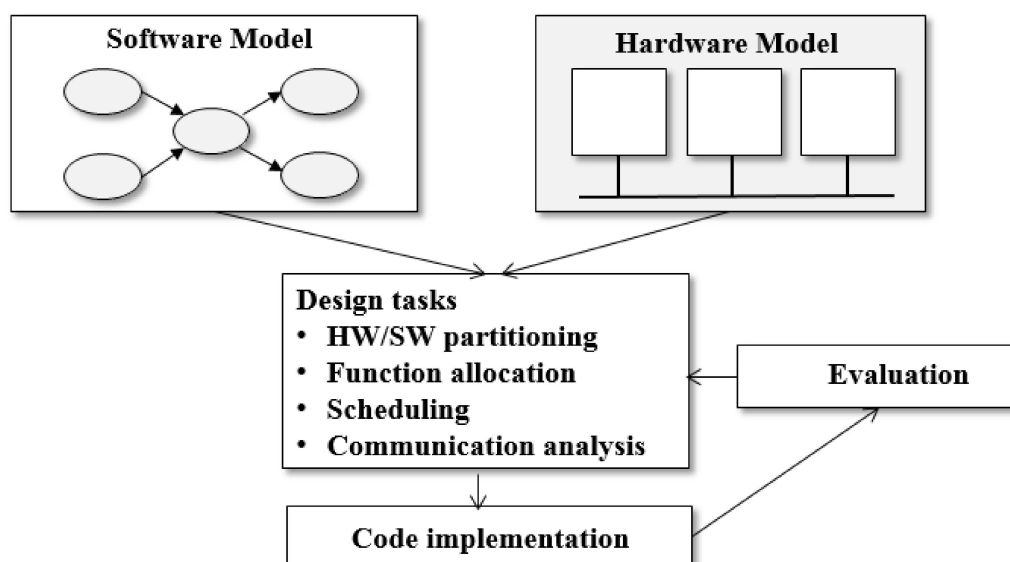 Software Model
Hardware Model
Design tasks
• HW/SW partitioning
• Function allocation
• Scheduling
• Communication analysis
Evaluation
Code implementation